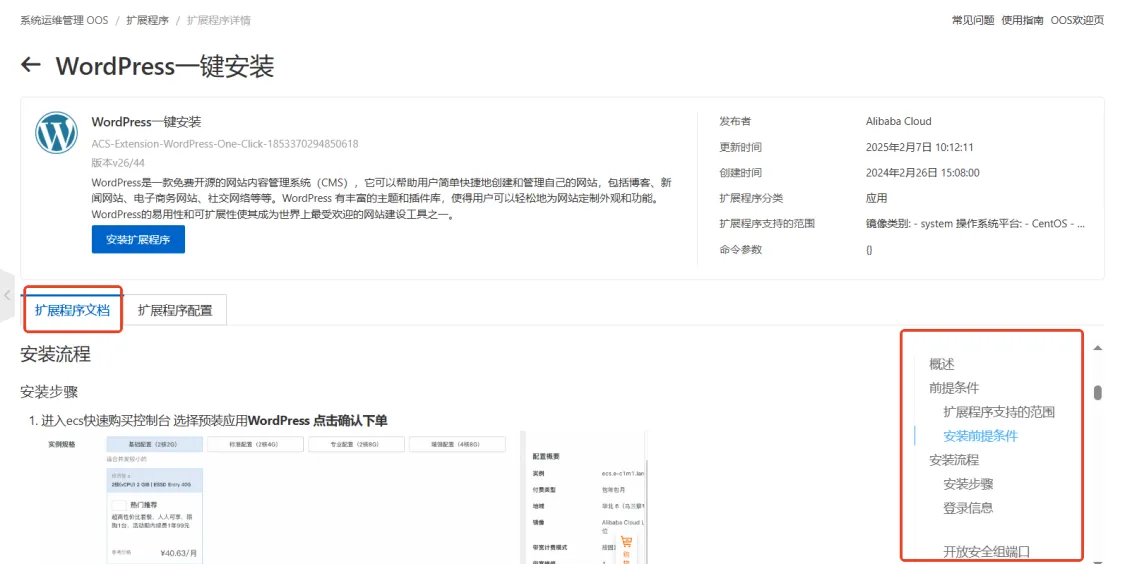 系统运维管理 OOS / 扩展程序 / 扩展程序详情
常见问题 使用指南 OOS欢迎页
← WordPress一键安装
WordPress一键安装
ACS-Extension-WordPress-One-Click-1853370294850618
版本v26/44
WordPress是一款免费开源的网站内容管理系统（CMS），它可以帮助用户简单快捷地创建和管理自己的网站，包括博客、新
闻网站、电子商务网站、社交网络等等。WordPress 有丰富的主题和插件库，使得用户可以轻松地为网站定制外观和功能。
WordPress的易用性和可扩展性使其成为世界上最受欢迎的网站建设工具之一。
安装扩展程序
发布者 Alibaba Cloud
更新时间 2025年2月7日 10:12:11
创建时间 2024年2月26日 15:08:00
扩展程序分类 应用
扩展程序支持的范围 镜像类别: - system 操作系统平台: - CentOS - ...
命令参数 {}
扩展程序文档 扩展程序配置
安装流程
安装步骤
1. 进入ecs快速购买控制台 选择预装应用WordPress 点击确认下单
实例规格 基础配置（2核2G） 标准配置（2核4G） 专业配置（2核8G） 增强配置（4核8G）
适合并发较小的
2核(vCPU) 2 GiB | ESSD Entry 40G
热门推荐
超高性价比套餐，人人可享，限
购1台，活动期内续费1年99元
参考价格 ¥40.63/月
配置概要
实例 ecs.e-c1m1.lar
付费类型 包年包月
地域
镜像 Alibaba Cloud L
位
带宽计费模式
概述
前提条件
扩展程序支持的范围
安装前提条件
安装流程
安装步骤
登录信息
开放安全组端口